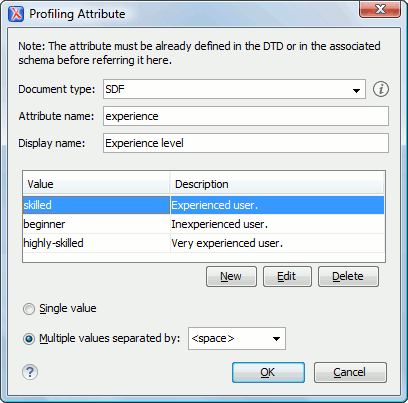 Profiling Attribute
Note: The attribute must be already defined in the DTD or in the associated
schema before referring it here.
Document type: SDF
Attribute name: experience
Display name: Experience level
Value Description
skilled Experienced user.
beginner Inexperienced user.
highly-skilled Very experienced user.
New Edit Delete
Single value
Multiple values separated by: <space>
? OK Cancel